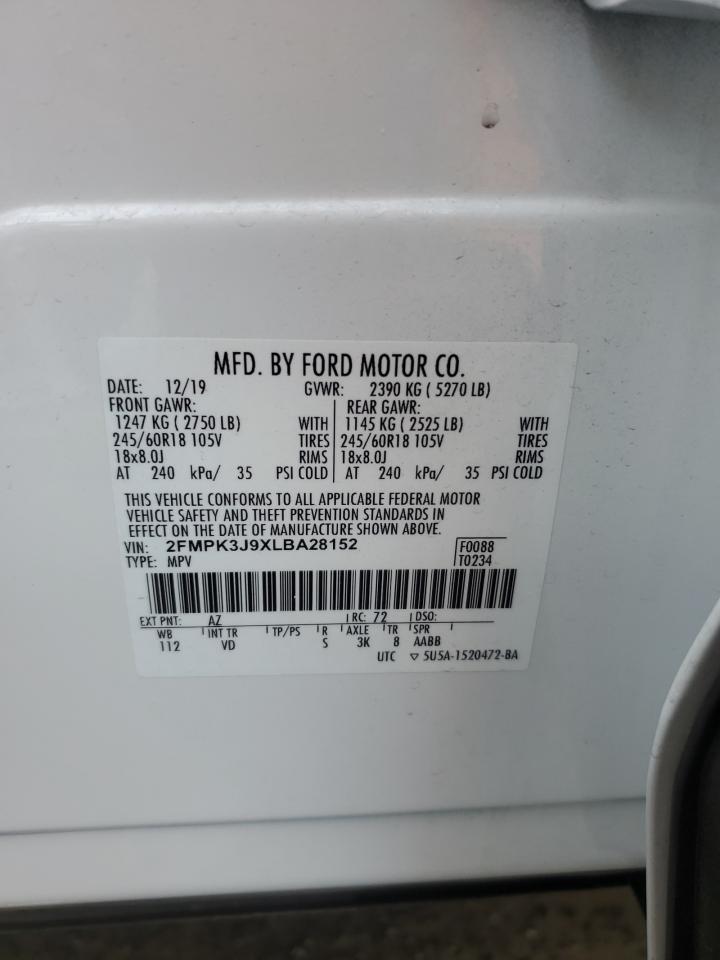 MFD. BY FORD MOTOR CO.
DATE: 12/19 GVWR: 2390 KG ( 5270 LB)
FRONT GAWR: REAR GAWR:
1247 KG ( 2750 LB) WITH 1145 KG ( 2525 LB) WITH
245/60R18 105V TIRES 245/60R18 105V TIRES
18x8.0J RIMS 18x8.0J RIMS
AT 240 kPa/ 35 PSI COLD AT 240 kPa/ 35 PSI COLD
THIS VEHICLE CONFORMS TO ALL APPLICABLE FEDERAL MOTOR
VEHICLE SAFETY AND THEFT PREVENTION STANDARDS IN
EFFECT ON THE DATE OF MANUFACTURE SHOWN ABOVE.
VIN: 2FMPK3J9XLBA28152 F0088
TYPE: MPV T0234
EXT PNT: AZ RC: 72 DSO:
WB INT TR TP/PS R AXLE TR SPR
112 VD S 3K 8 AABB
UTC ▽ 5U5A-1520472-BA